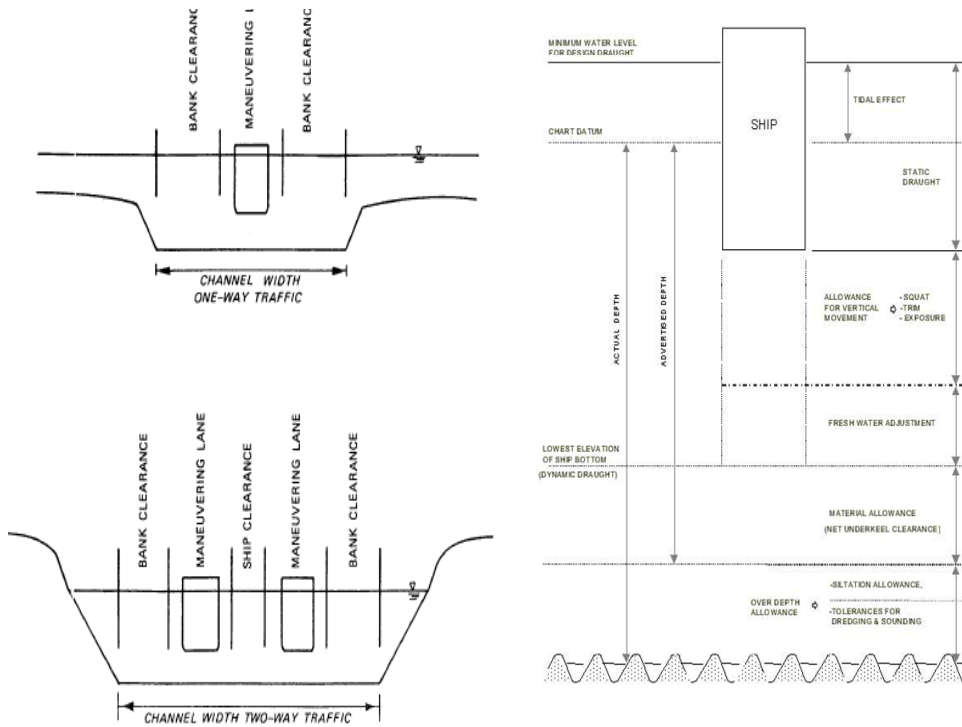 BANK CLEARANCE
MANEUVERING
BANK CLEARANCE
CHANNEL WIDTH
ONE-WAY TRAFFIC
BANK CLEARANCE
MANEUVERING LANE
SHIP CLEARANCE
MANEUVERING LANE
BANK CLEARANCE
CHANNEL WIDTH TWO-WAY TRAFFIC
MINIMUM WATER LEVEL
FOR DESIGN DRAUGHT
SHIP
TIDAL EFFECT
CHART DATUM
STATIC
DRAUGHT
ACTUAL DEPTH
ADVERTISED DEPTH
ALLOWANCE
FOR VERTICAL
MOVEMENT
- SQUAT
- TRIM
- EXPOSURE
FRESH WATER ADJUSTMENT
LOWEST ELEVATION
OF SHIP BOTTOM
(DYNAMIC DRAUGHT)
MATERIAL ALLOWANCE
(NET UNDERKEEL CLEARANCE)
OVER DEPTH
ALLOWANCE
-SILTATION ALLOWANCE,
-TOLERANCES FOR
DREDGING & SOUNDING